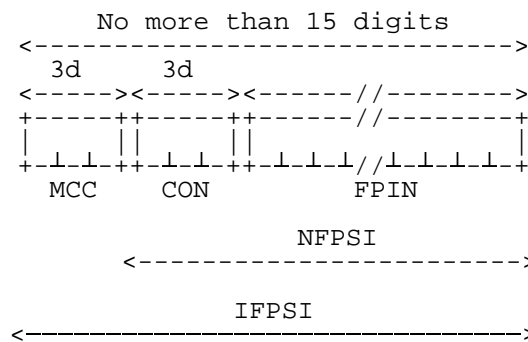 No more than 15 digits
3d 3d
MCC CON FPIN
NFPSI
IFPSI